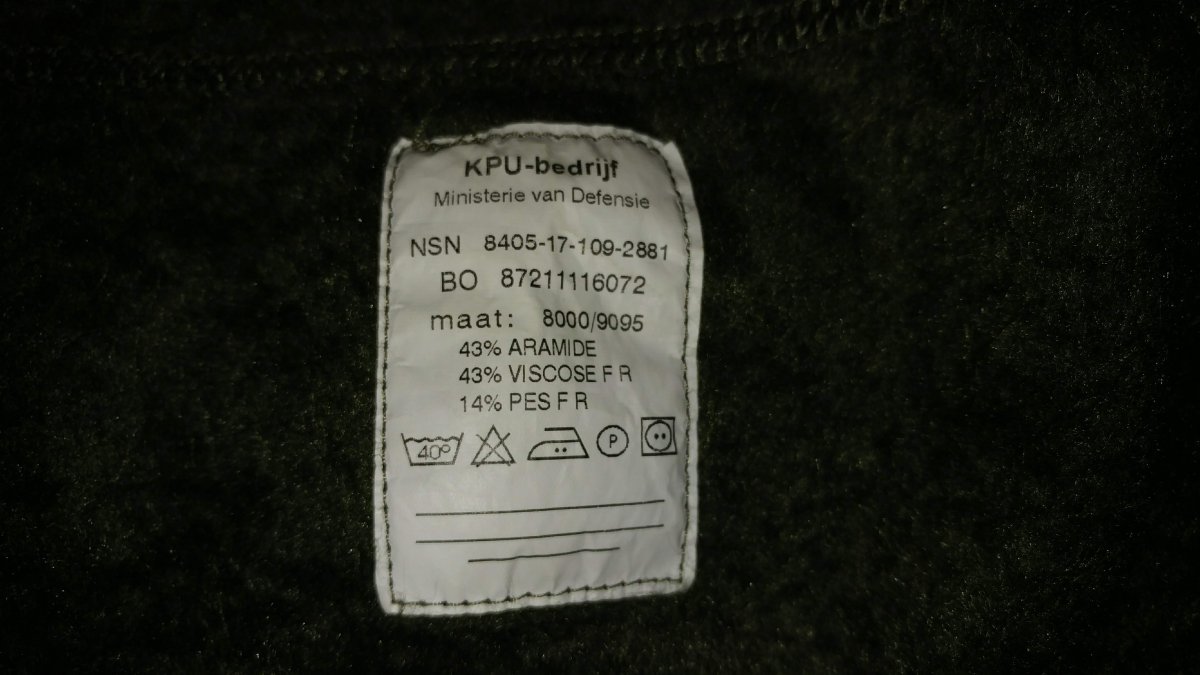 KPU-bedrijf
Ministerie van Defensie
NSN 8405-17-109-2881
BO 87211116072
maat: 8000/9095
43% ARAMIDE
43% VISCOSE F R
14% PES F R
40° P